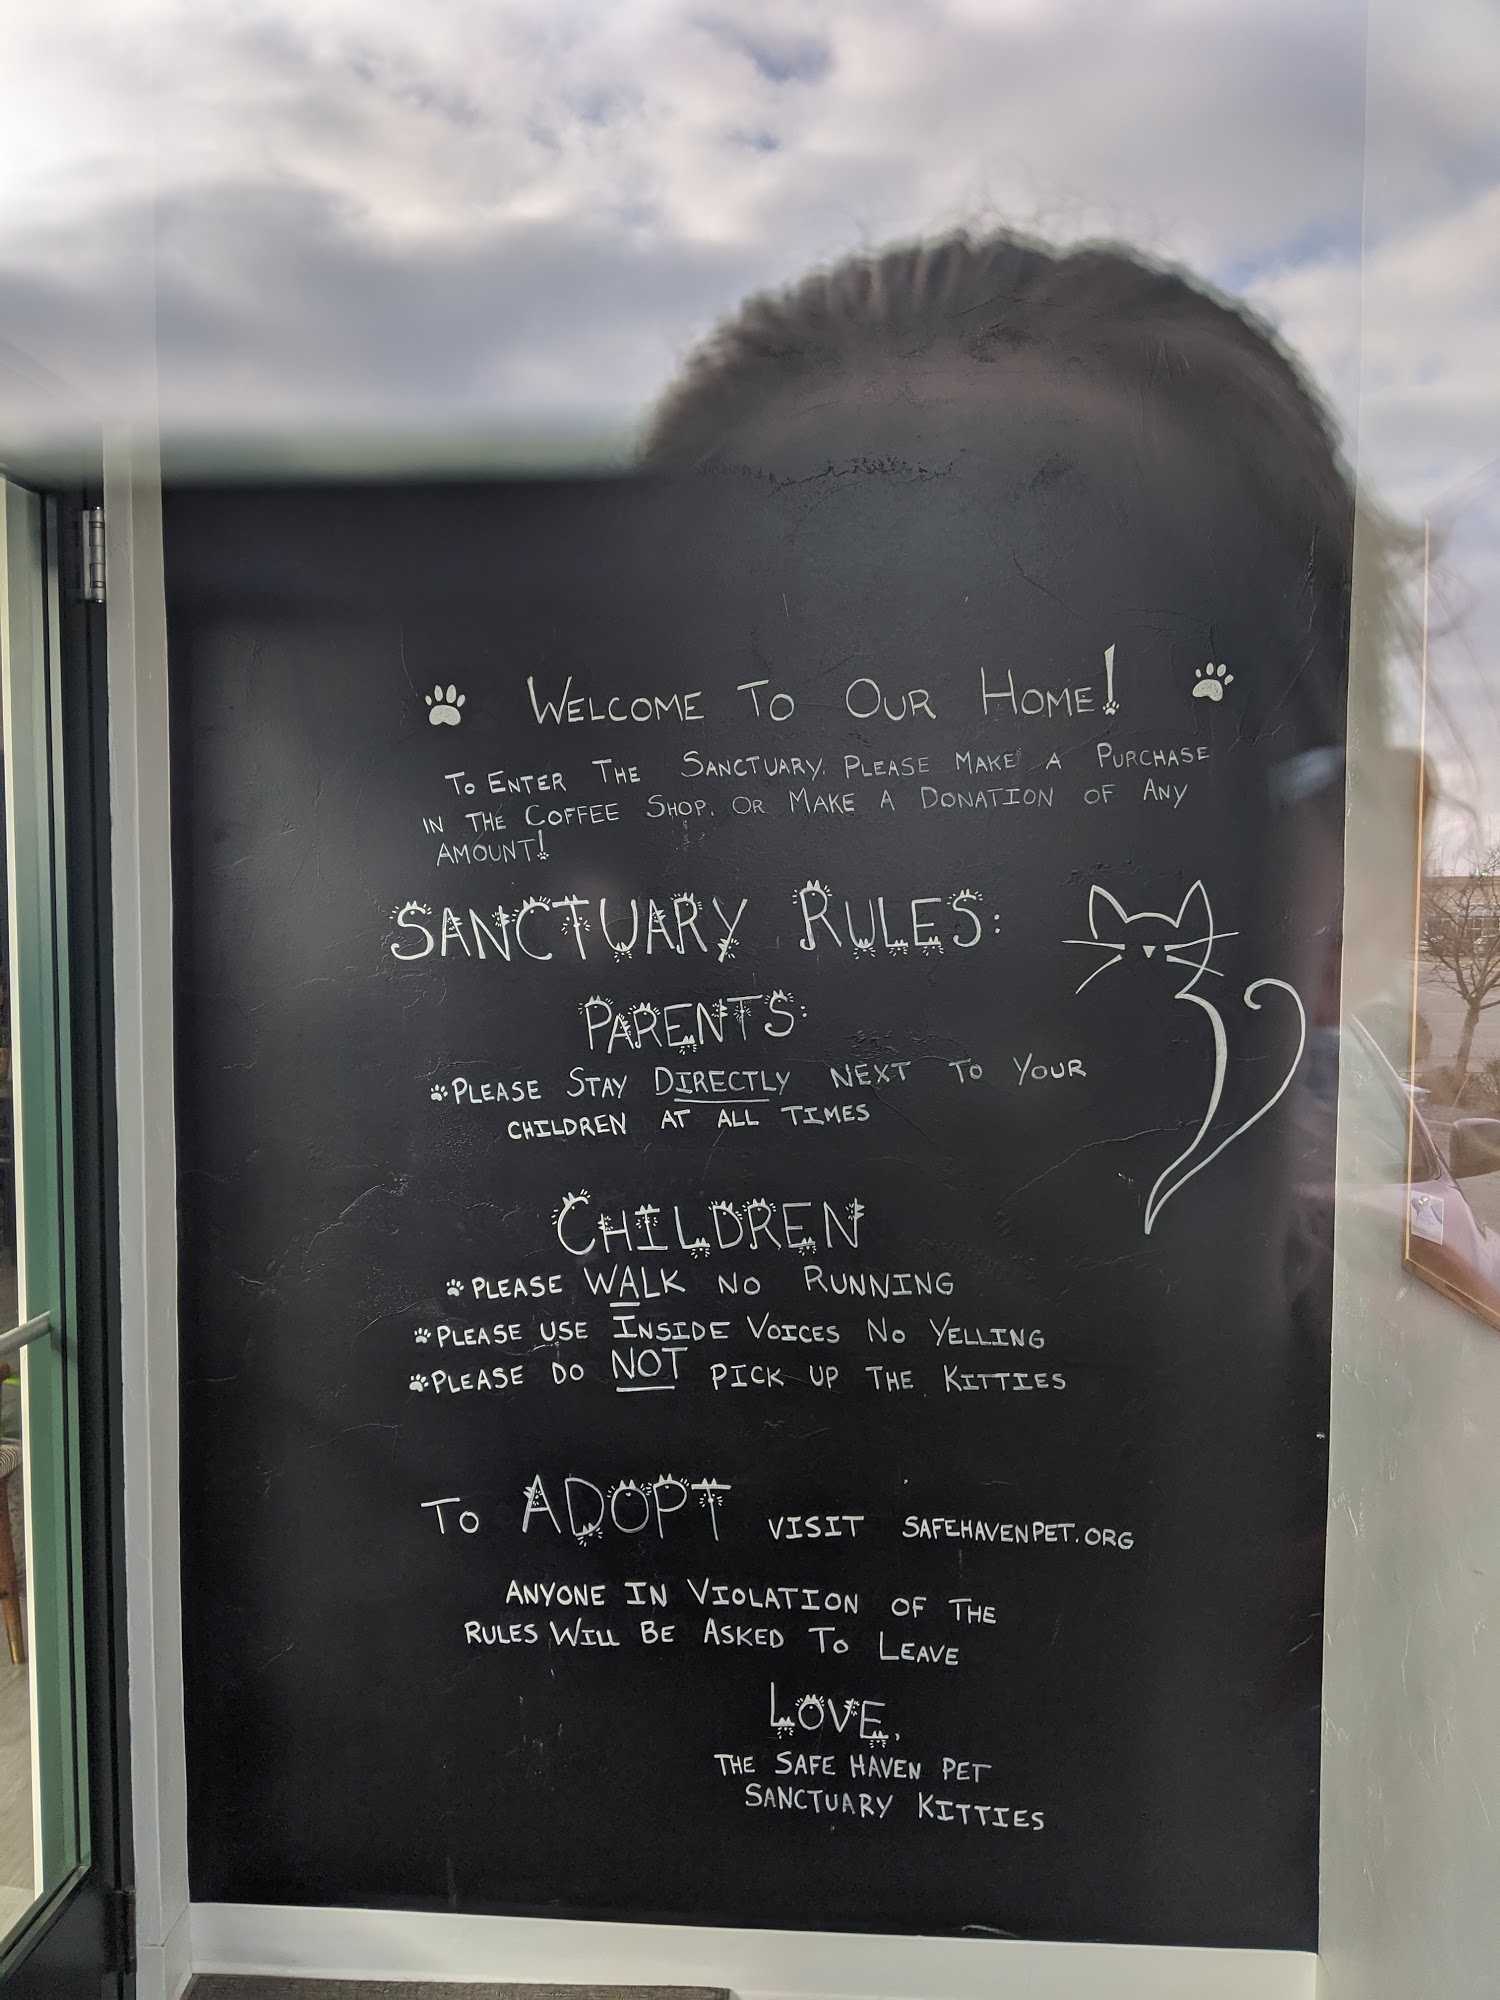 Welcome To Our Home!
To Enter The Sanctuary, Please Make A Purchase
in the Coffee Shop, or Make A Donation of Any
Amount!
Sanctuary Rules:
Parents:
Please Stay Directly next to Your
children at all times
Children
Please Walk No Running
Please use Inside Voices No Yelling
Please do NOT pick up the Kitties
To ADOPT visit safehavenpet.org
Anyone In Violation of the
rules Will Be Asked To Leave
Love,
The Safe Haven Pet
Sanctuary Kitties